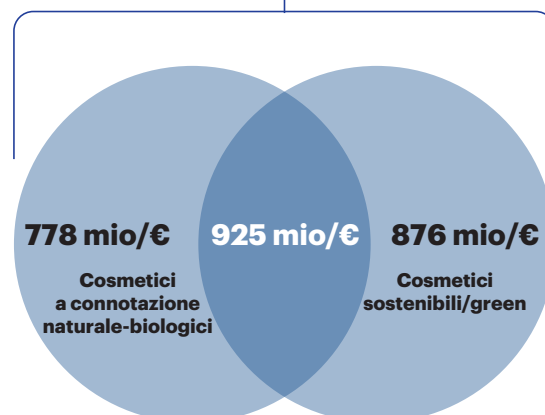 778 mio/€
925 mio/€
876 mio/€
Cosmetici
a connotazione
naturale-biologici
Cosmetici
sostenibili/green